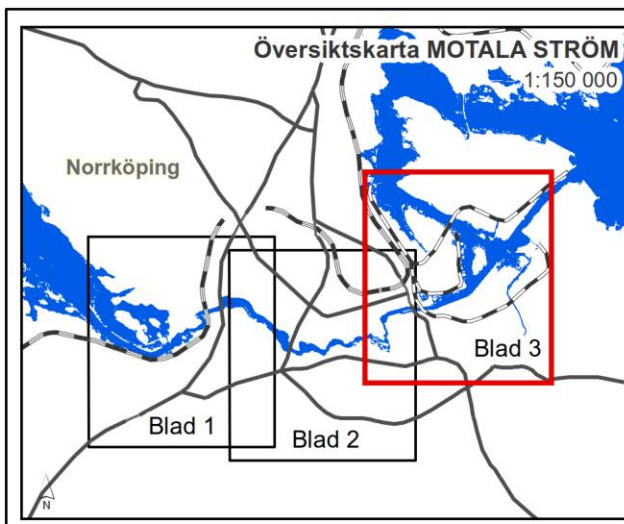 Översiktskarta MOTALA STRÖM
1:150 000
Norrköping
Blad 3
Blad 1
Blad 2
N